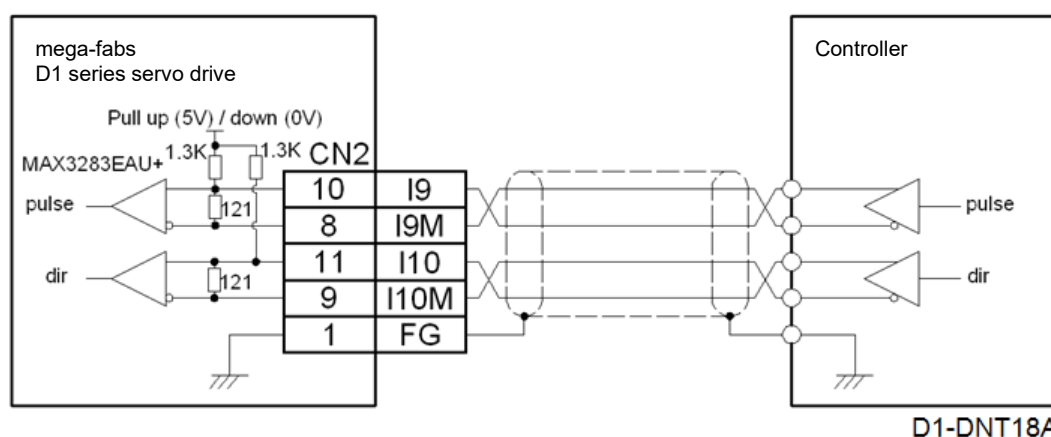 mega-fabs
D1 series servo drive
Controller
Pull up (5V) / down (0V)
1.3K
1.3K
CN2
MAX3283EAU+
10 I9
pulse
121
pulse
8 I9M
11 I10
dir
121
dir
9 I10M
1 FG
D1-DNT18A